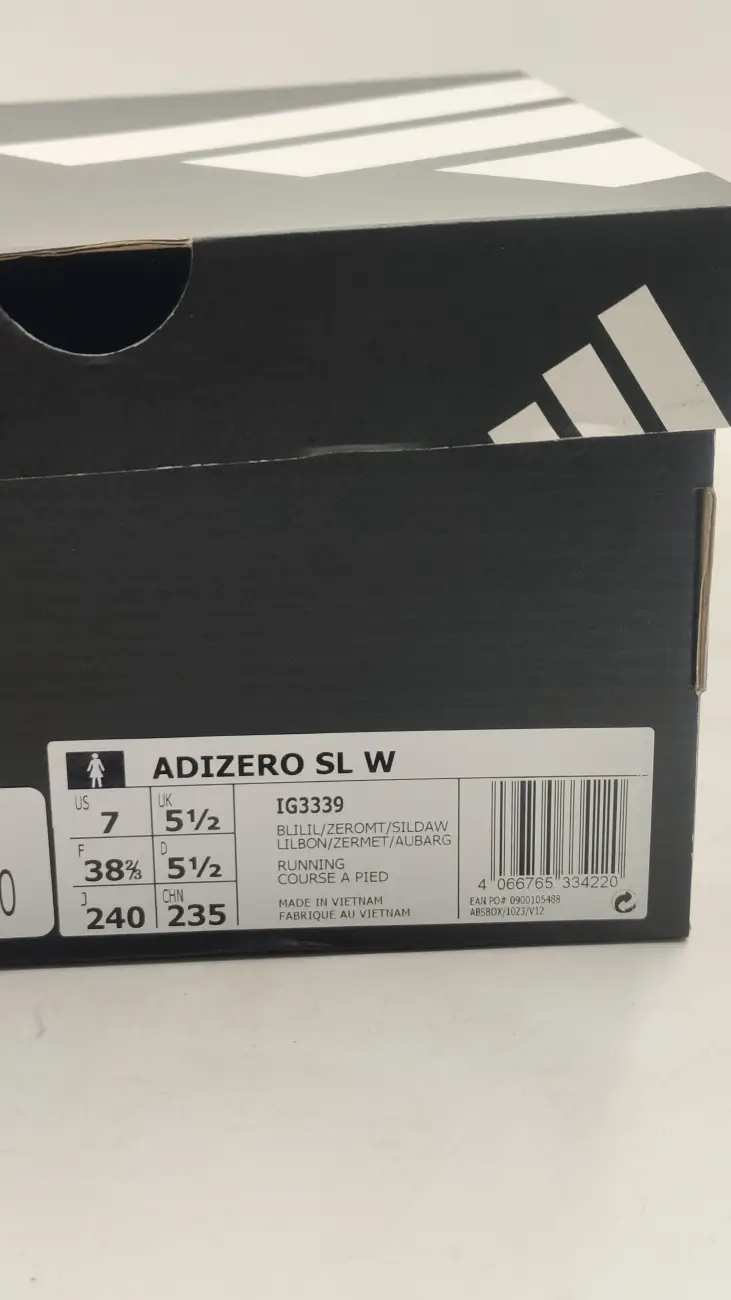 ADIZERO SL W
US 7 UK 5½
F 38⅔ D 5½
J 240 CHN 235
IG3339
BLILIL/ZEROMT/SILDAW
LILBON/ZERMET/AUBARG
RUNNING
COURSE A PIED
MADE IN VIETNAM
FABRIQUÉ AU VIETNAM
4 066765 334220
EAN PO# 0900105488
ABSBOX/1023/V12
0